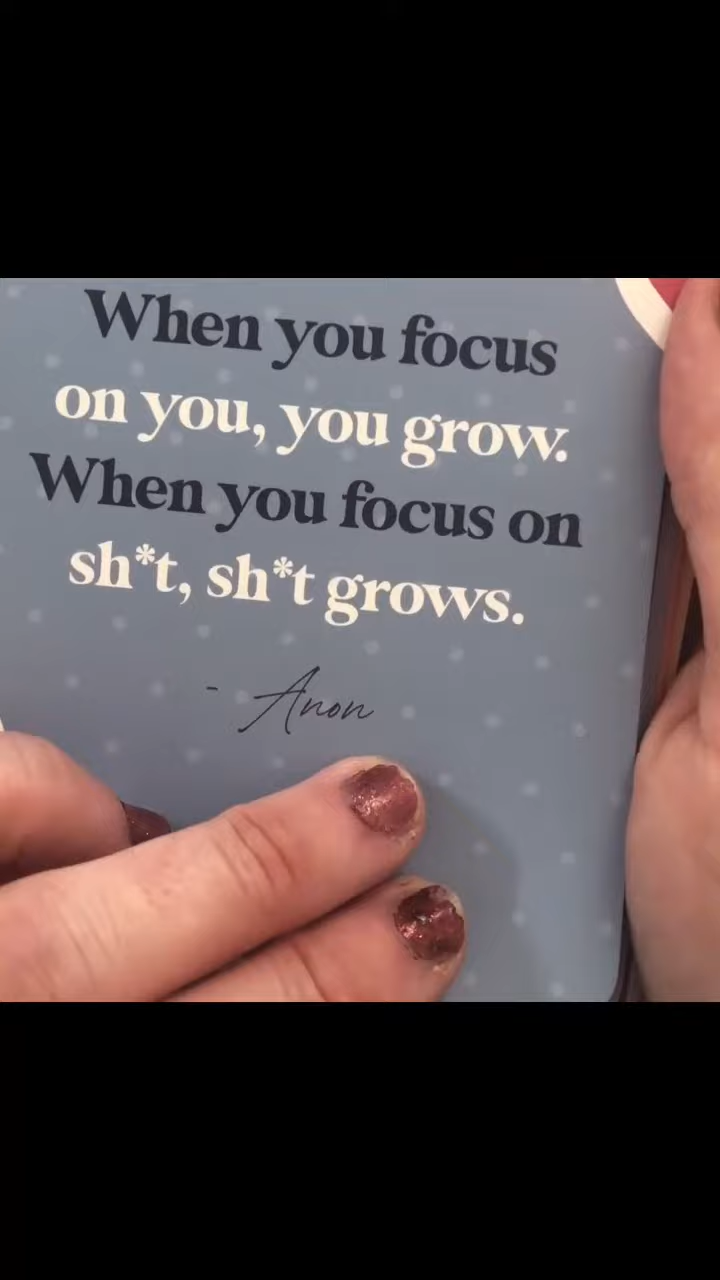 When you focus
on you, you grow.
When you focus on
sh*t, sh*t grows.
- Anon